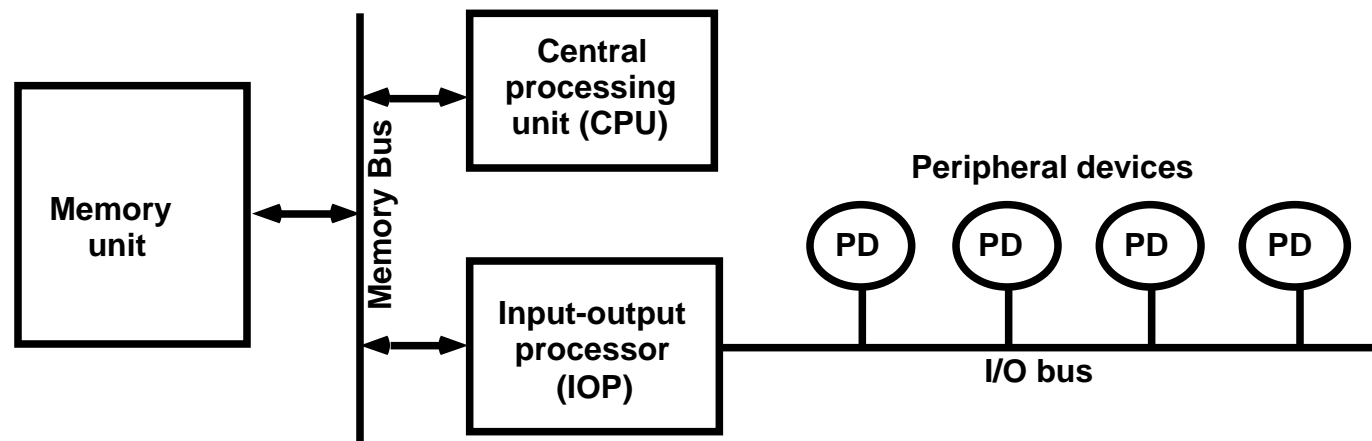 Central
processing
unit (CPU)
Memory
unit
Memory Bus
Peripheral devices
PD PD PD PD
Input-output
processor
(IOP)
I/O bus